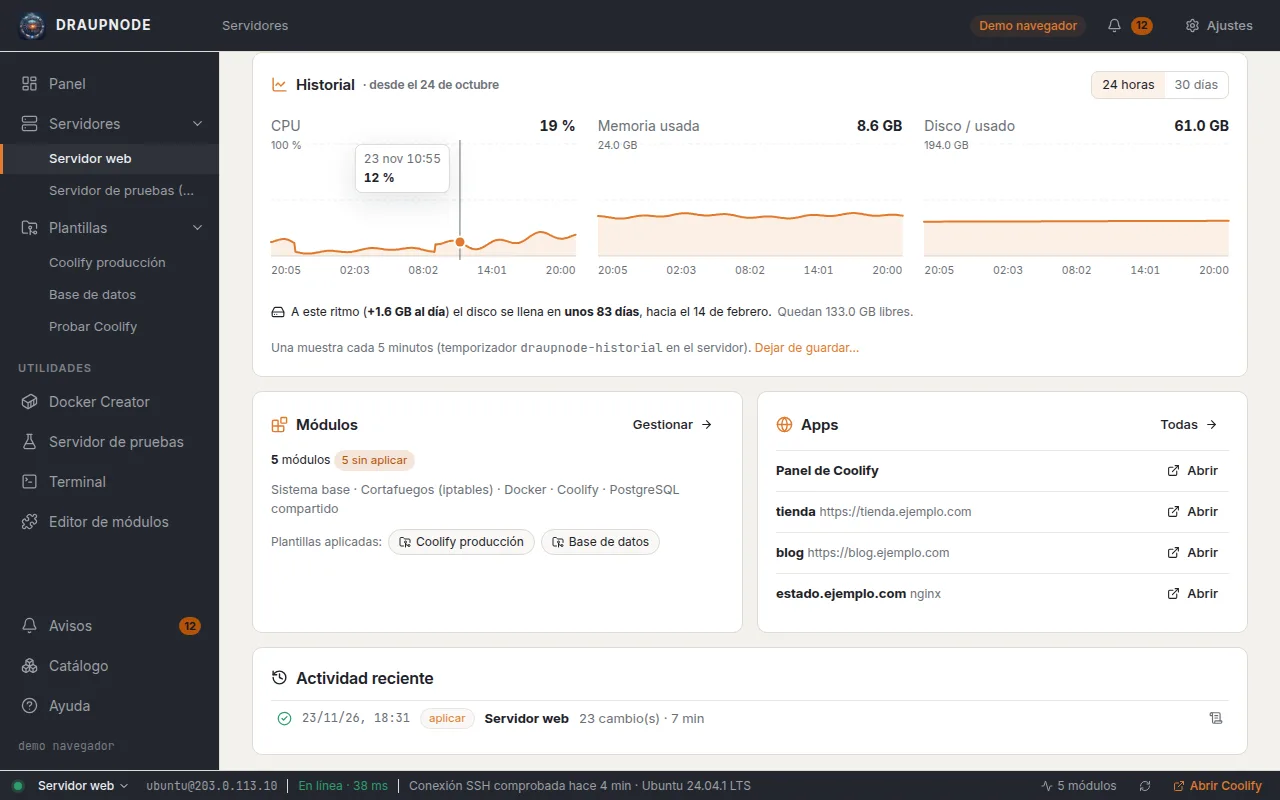 DRAUPNODE
Servidores
Demo navegador
12
Ajustes
Panel
Servidores
Servidor web
Servidor de pruebas (...
Plantillas
Coolify producción
Base de datos
Probar Coolify
UTILIDADES
Docker Creator
Servidor de pruebas
Terminal
Editor de módulos
Avisos
12
Catálogo
Ayuda
demo navegador
Historial · desde el 24 de octubre
24 horas
30 días
CPU
19 %
100 %
23 nov 10:55
12 %
20:05
02:03
08:02
14:01
20:00
Memoria usada
8.6 GB
24.0 GB
20:05
02:03
08:02
14:01
20:00
Disco / usado
61.0 GB
194.0 GB
20:05
02:03
08:02
14:01
20:00
A este ritmo (+1.6 GB al día) el disco se llena en unos 83 días, hacia el 14 de febrero. Quedan 133.0 GB libres.
Una muestra cada 5 minutos (temporizador draupnode-historial en el servidor). Dejar de guardar...
Módulos
Gestionar
5 módulos
5 sin aplicar
Sistema base · Cortafuegos (iptables) · Docker · Coolify · PostgreSQL
compartido
Plantillas aplicadas:
Coolify producción
Base de datos
Apps
Todas
Panel de Coolify
Abrir
tienda https://tienda.ejemplo.com
Abrir
blog https://blog.ejemplo.com
Abrir
estado.ejemplo.com nginx
Abrir
Actividad reciente
23/11/26, 18:31
aplicar
Servidor web
23 cambio(s) · 7 min
Servidor web
ubuntu@203.0.113.10
En línea · 38 ms
Conexión SSH comprobada hace 4 min · Ubuntu 24.04.1 LTS
5 módulos
Abrir Coolify